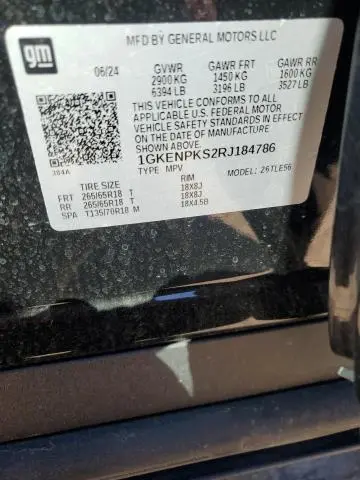 gm
MFD BY GENERAL MOTORS LLC
06/24 GVWR GAWR FRT GAWR RR
2900 KG 1450 KG 1600 KG
6394 LB 3196 LB 3527 LB
THIS VEHICLE CONFORMS TO ALL
APPLICABLE U.S. FEDERAL MOTOR
VEHICLE SAFETY STANDARDS IN EFFECT
ON THE DATE OF MANUFACTURE
SHOWN ABOVE.
1GKENPKS2RJ184786
TYPE: MPV MODEL: 26TLE56
TIRE SIZE RIM
FRT 265/65R18 T 18X8J
RR 265/65R18 T 18X8J
SPA T135/70R18 M 18X4.5B